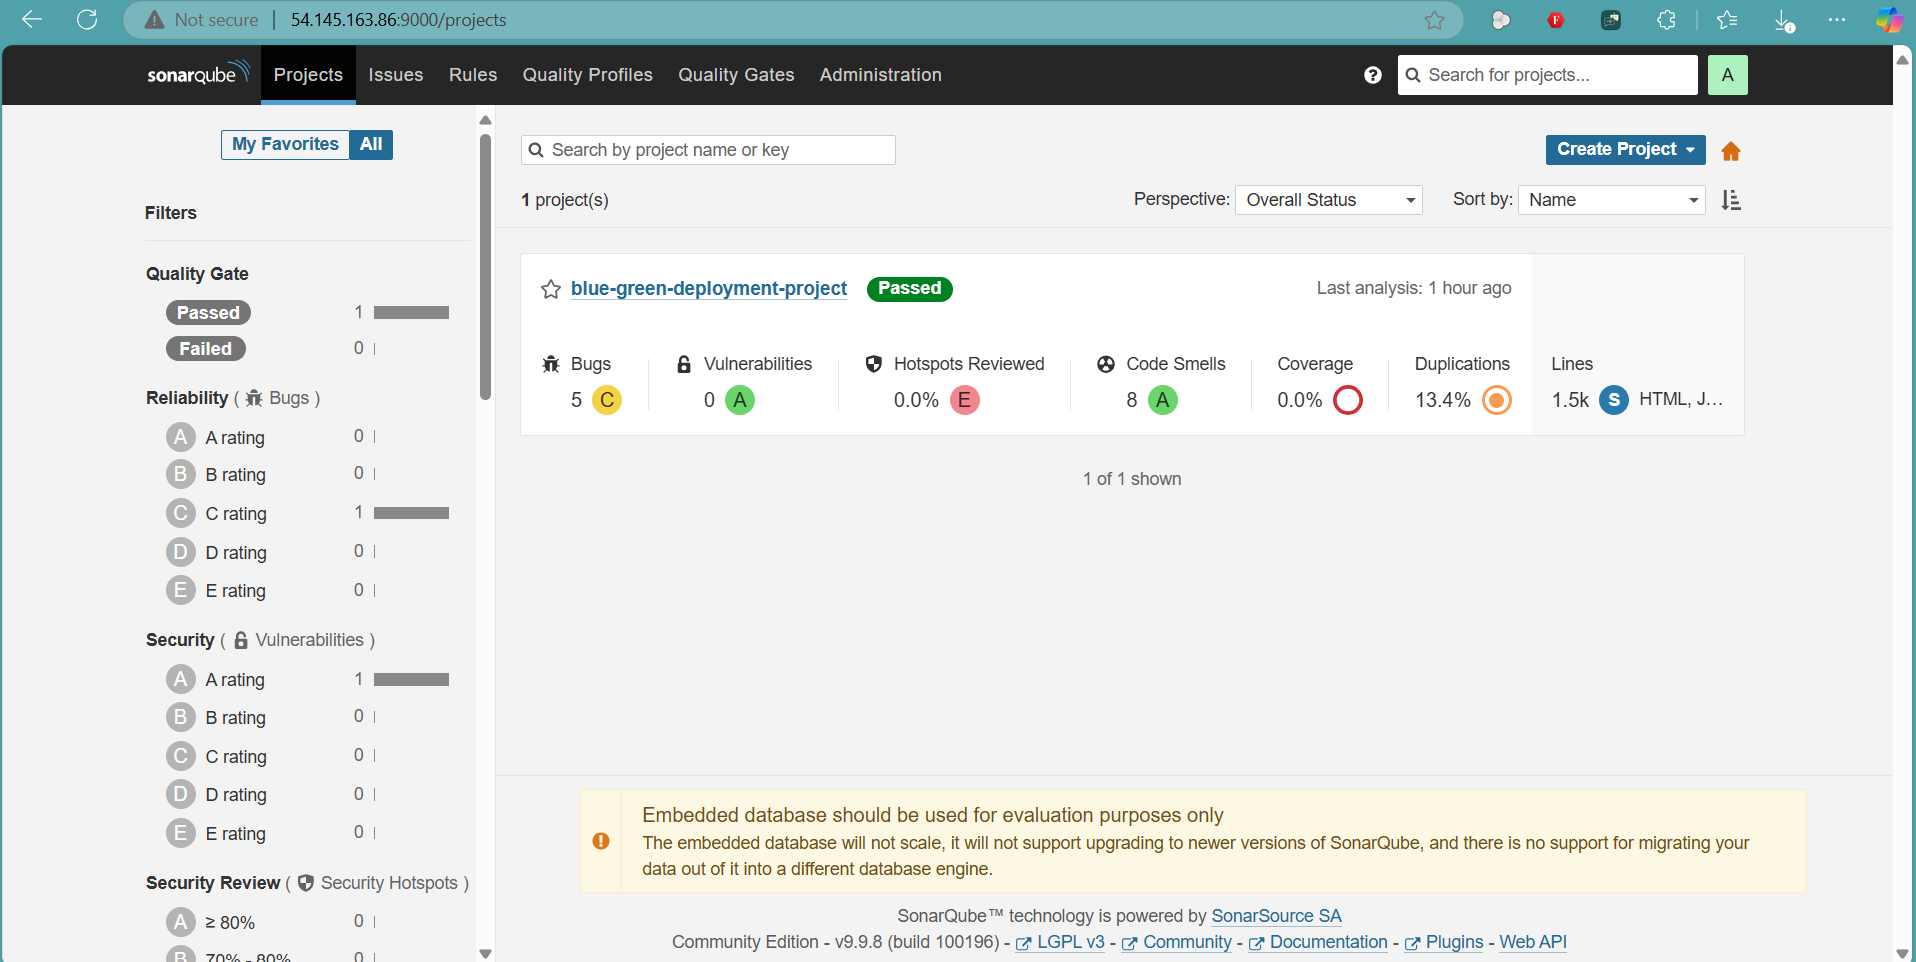 Not secure 54.145.163.86:9000/projects
sonarqube Projects Issues Rules Quality Profiles Quality Gates Administration ? Search for projects... A
My Favorites All
Filters
Quality Gate
Passed 1
Failed 0
Reliability ( Bugs )
A A rating 0
B B rating 0
C C rating 1
D D rating 0
E E rating 0
Security ( Vulnerabilities )
A A rating 1
B B rating 0
C C rating 0
D D rating 0
E E rating 0
Security Review ( Security Hotspots )
A ≥ 80% 0
B 70% - 80% 0
Search by project name or key
Create Project
1 project(s)
Perspective: Overall Status Sort by: Name
blue-green-deployment-project Passed Last analysis: 1 hour ago
Bugs Vulnerabilities Hotspots Reviewed Code Smells Coverage Duplications Lines
5 C 0 A 0.0% E 8 A 0.0% 13.4% 1.5k S HTML, J...
1 of 1 shown
Embedded database should be used for evaluation purposes only
The embedded database will not scale, it will not support upgrading to newer versions of SonarQube, and there is no support for migrating your
data out of it into a different database engine.
SonarQube™ technology is powered by SonarSource SA
Community Edition - v9.9.8 (build 100196) - LGPL v3 - Community - Documentation - Plugins - Web API